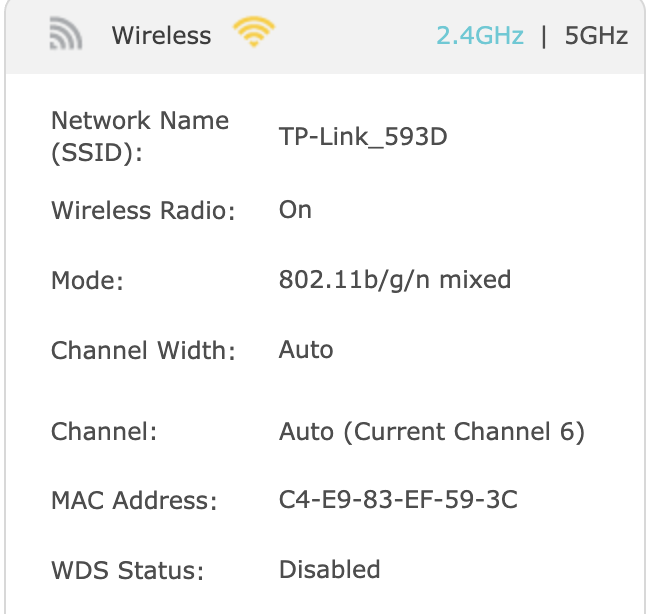 Wireless 2.4GHz | 5GHz
Network Name
(SSID): TP-Link_593D
Wireless Radio: On
Mode: 802.11b/g/n mixed
Channel Width: Auto
Channel: Auto (Current Channel 6)
MAC Address: C4-E9-83-EF-59-3C
WDS Status: Disabled